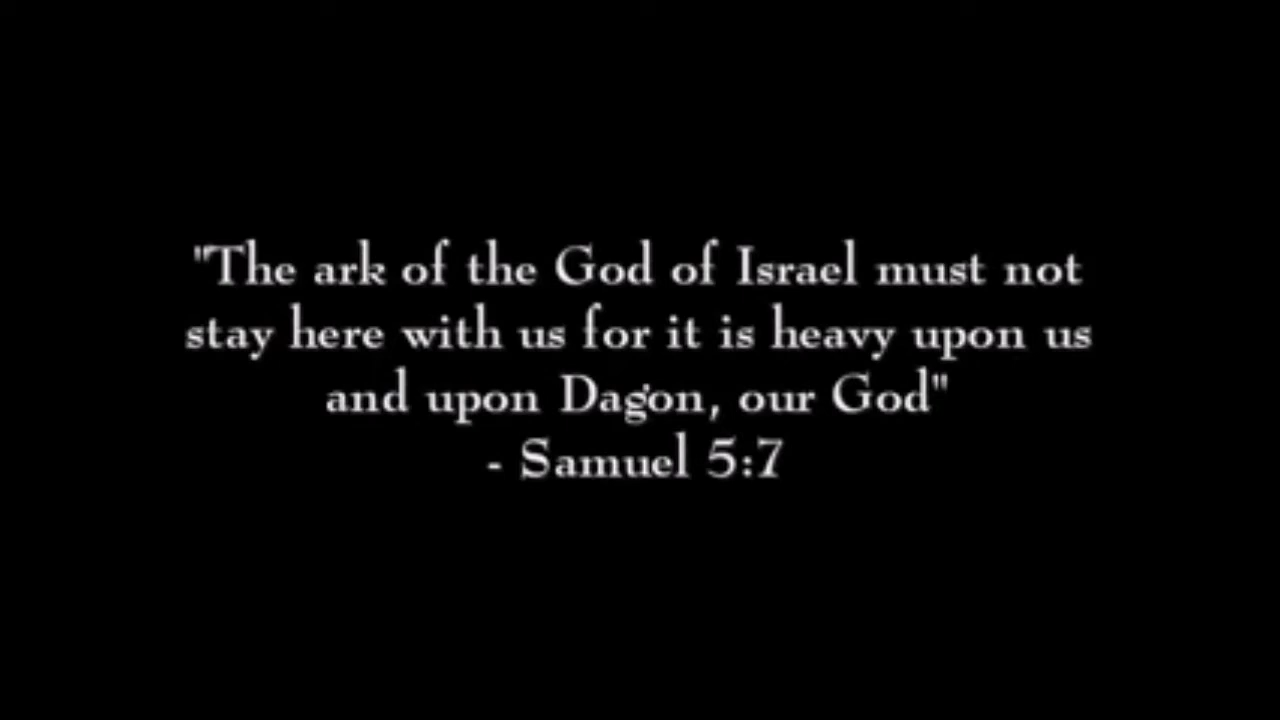 "The ark of the God of Israel must not
stay here with us for it is heavy upon us
and upon Dagon, our God"
- Samuel 5:7